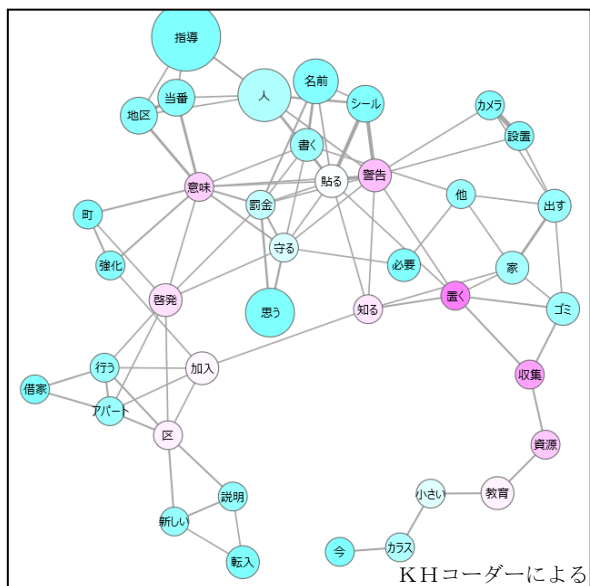 指導
名前
当番
人
シール
カメラ
地区
設置
書く
貼る
警告
意味
他
罰金
出す
町
守る
必要
家
強化
置く
啓発
知る
思う
ゴミ
行う
加入
収集
借家
アパート
区
資源
説明
小さい
教育
新しい
今
カラス
転入
KHコーダーによる